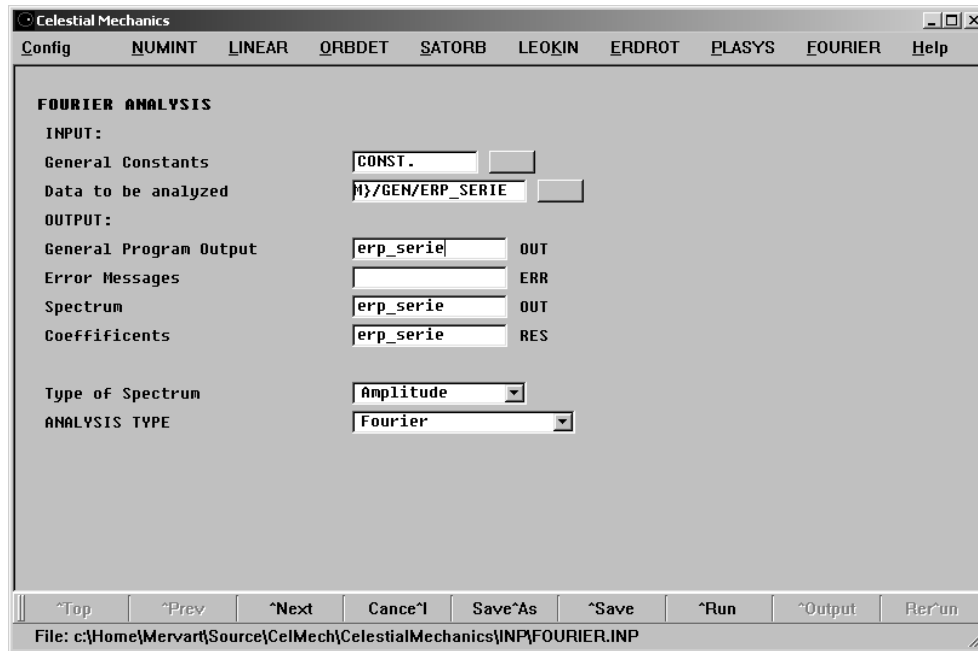 Celestial Mechanics
Config NUMINT LINEAR ORBDET SATORB LEOKIN ERDROT PLASYS FOURIER Help
FOURIER ANALYSIS
INPUT:
General Constants CONST.
Data to be analyzed M}/GEN/ERP_SERIE
OUTPUT:
General Program Output erp_serie OUT
Error Messages ERR
Spectrum erp_serie OUT
Coeffificents erp_serie RES
Type of Spectrum Amplitude
ANALYSIS TYPE Fourier
^Top ^Prev ^Next Cance^l Save^As ^Save ^Run ^Output Rer^un
File: c:\Home\Mervart\Source\CelMech\CelestialMechanics\INP\FOURIER.INP